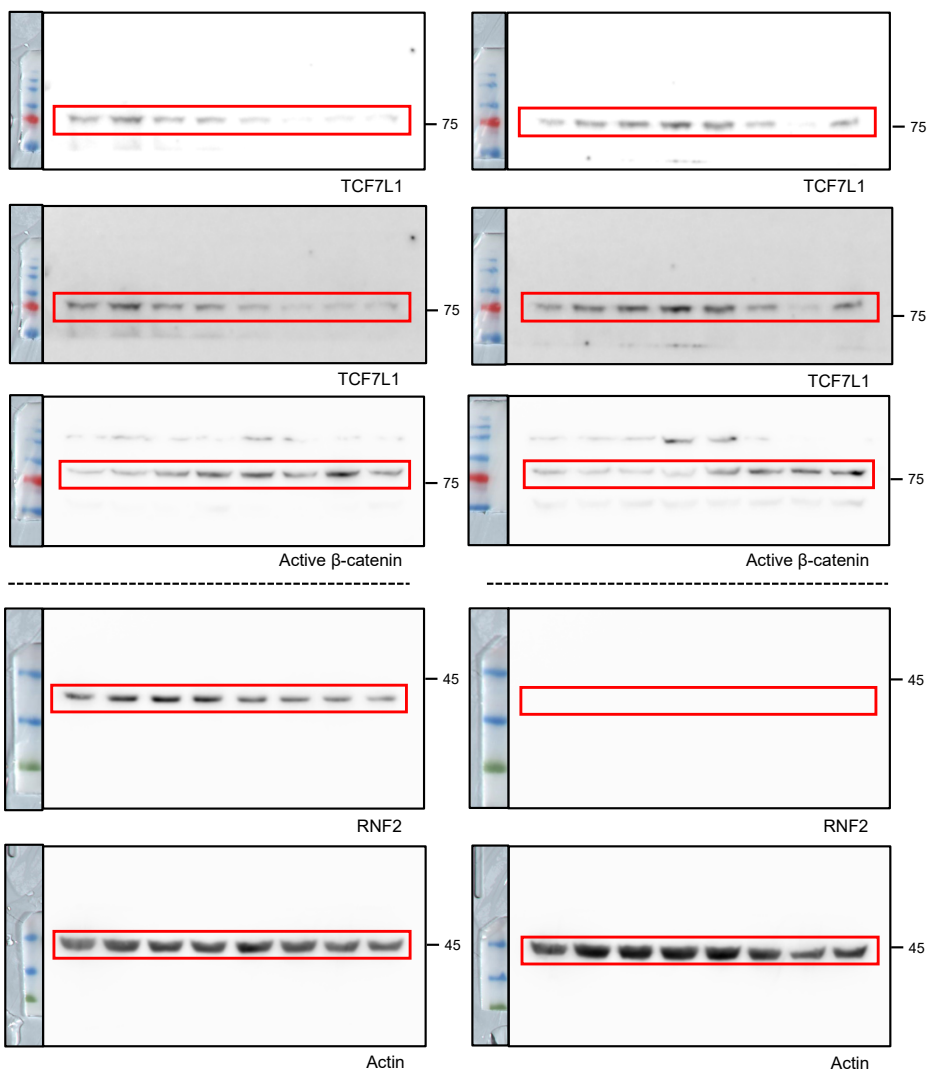 75
75
TCF7L1
TCF7L1
75
75
TCF7L1
TCF7L1
75
75
Active β-catenin
Active β-catenin
45
45
RNF2
RNF2
45
45
Actin
Actin